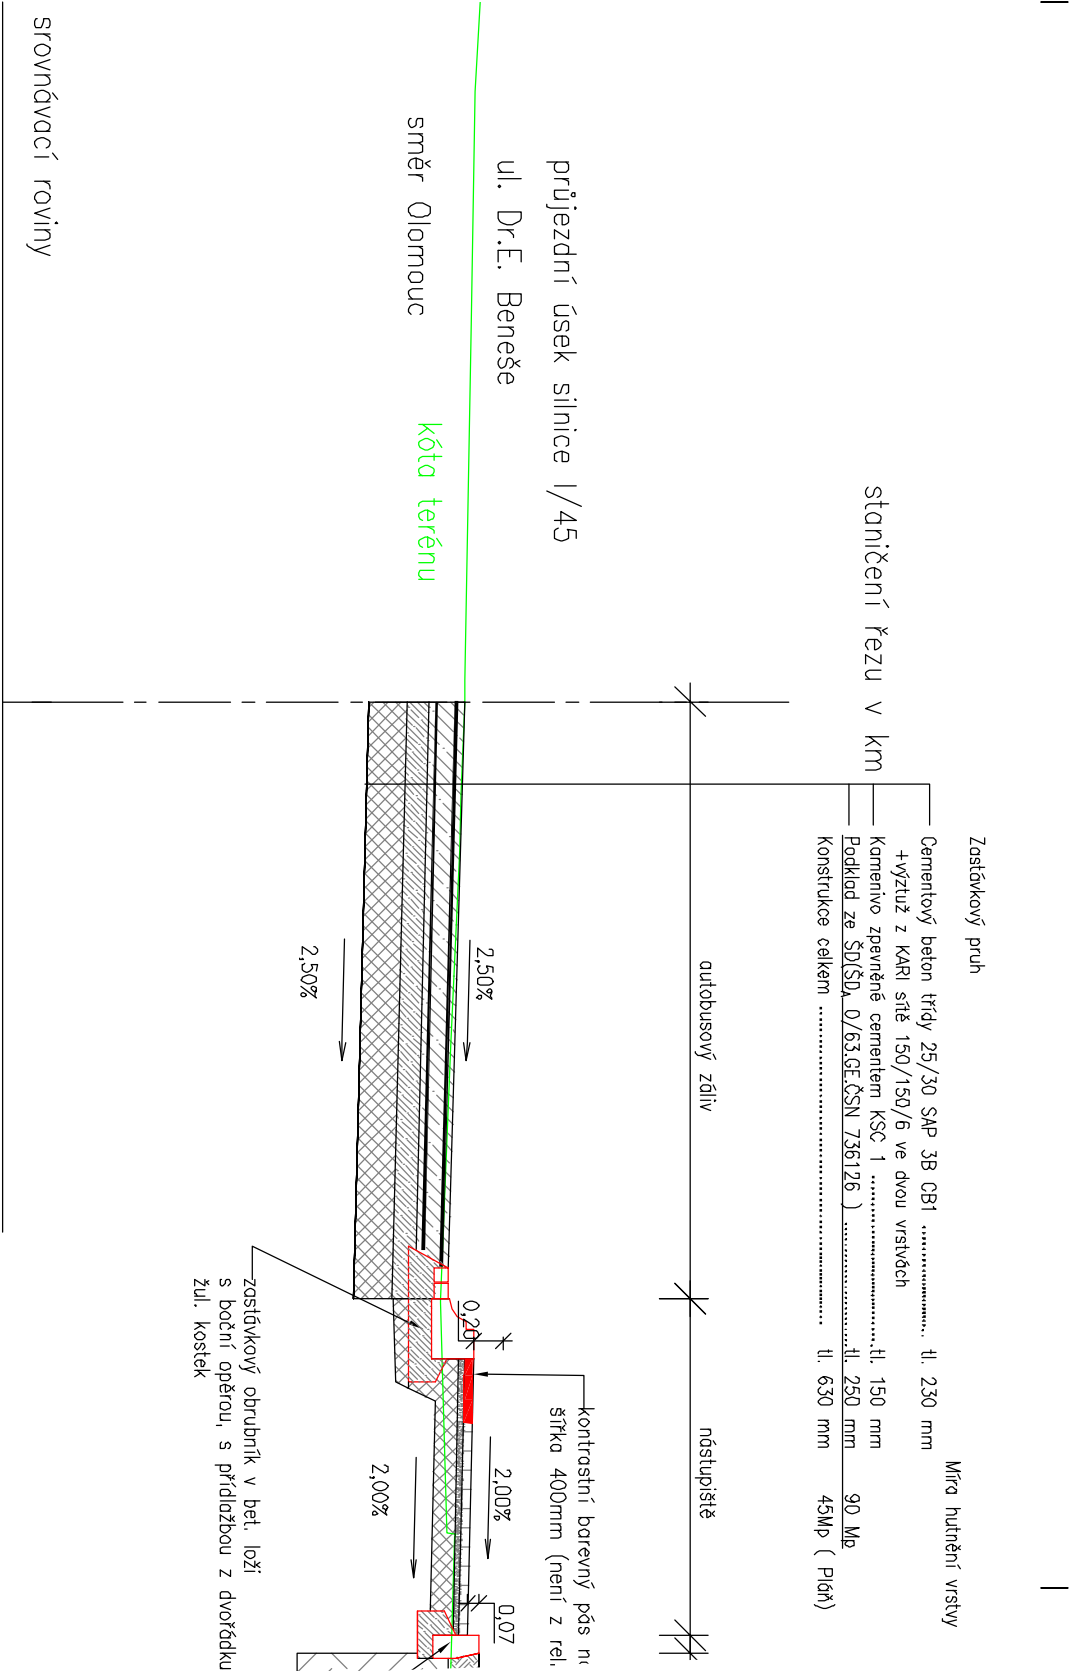 Zastávkový pruh
Míra hutnění vrstvy
Cementový beton třídy 25/30 SAP 3B CB1 ........................ tl. 230 mm
+výztuž z KARI sítě 150/150/6 ve dvou vrstvách
Kamenivo zpevněné cementem KSC 1 ........................ tl. 150 mm
Podklad ze ŠD(ŠDA 0/63.GE.ČSN 736126 ) ........................ tl. 250 mm 90 Mp
Konstrukce celkem ........................ tl. 630 mm 45Mp ( Pláň)
staničení řezu v km
autobusový záliv
nástupiště
průjezdní úsek silnice I/45
ul. Dr.E. Beneše
směr Olomouc
kóta terénu
kontrastní barevný pás
šířka 400mm (není z rel.
2,50%
2,50%
0,20
2,00%
2,00%
0,07
zastávkový obrubník v bet. loži
s boční opěrou, s přídlažbou z dvořádku
žul. kostek
srovnávací roviny